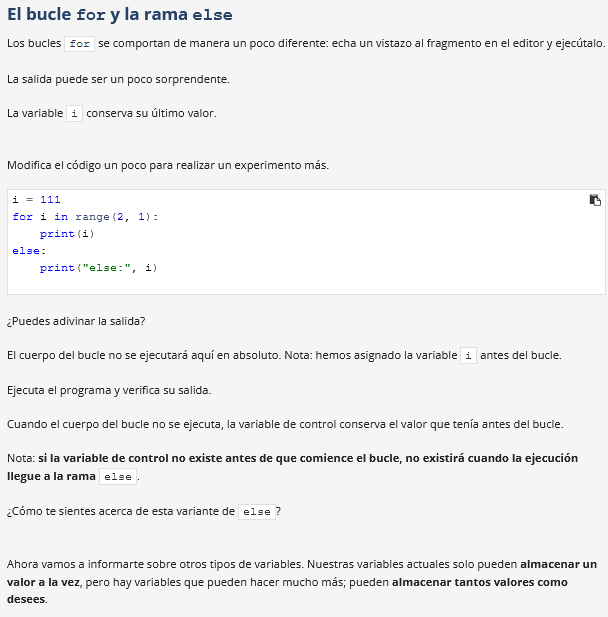 El bucle for y la rama else
Los bucles for se comportan de manera un poco diferente: echa un vistazo al fragmento en el editor y ejecútalo.
La salida puede ser un poco sorprendente.
La variable i conserva su último valor.
Modifica el código un poco para realizar un experimento más.
i = 111
for i in range(2, 1):
    print(i)
else:
    print("else:", i)
¿Puedes adivinar la salida?
El cuerpo del bucle no se ejecutará aquí en absoluto. Nota: hemos asignado la variable i antes del bucle.
Ejecuta el programa y verifica su salida.
Cuando el cuerpo del bucle no se ejecuta, la variable de control conserva el valor que tenía antes del bucle.
Nota: si la variable de control no existe antes de que comience el bucle, no existirá cuando la ejecución
llegue a la rama else.
¿Cómo te sientes acerca de esta variante de else?
Ahora vamos a informarte sobre otros tipos de variables. Nuestras variables actuales solo pueden almacenar un
valor a la vez, pero hay variables que pueden hacer mucho más; pueden almacenar tantos valores como
desees.